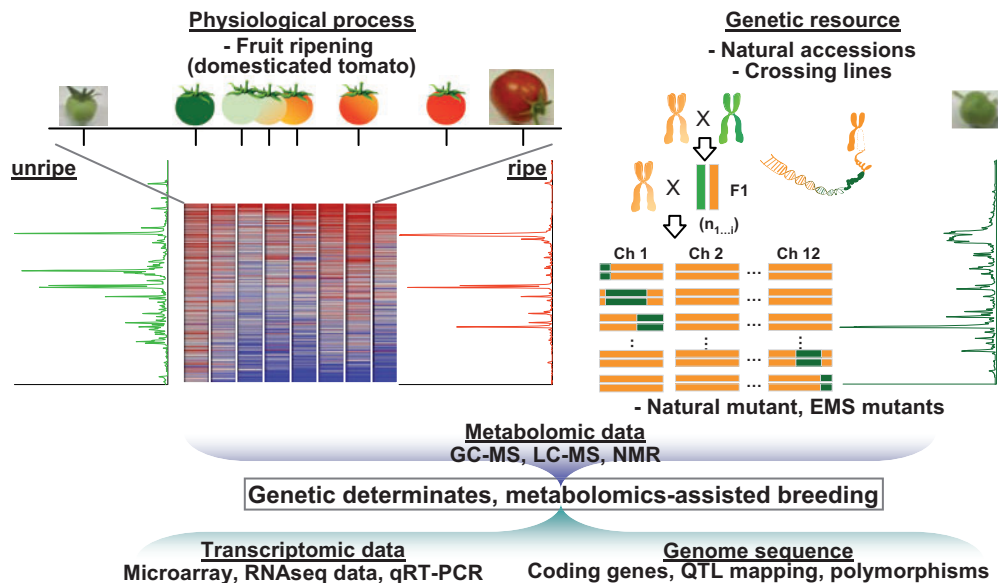 Physiological process
- Fruit ripening
(domesticated tomato)
Genetic resource
- Natural accessions
- Crossing lines
unripe
ripe
X
X
F1
(n1...i)
Ch 1
Ch 2
Ch 12
...
...
...
:
:
:
...
...
- Natural mutant, EMS mutants
Metabolomic data
GC-MS, LC-MS, NMR
Genetic determinates, metabolomics-assisted breeding
Transcriptomic data
Microarray, RNAseq data, qRT-PCR
Genome sequence
Coding genes, QTL mapping, polymorphisms